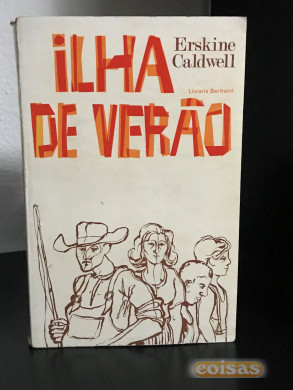 ILHA
Erskine
Caldwell
DE VERÃO
Livraria Bertrand
coisas